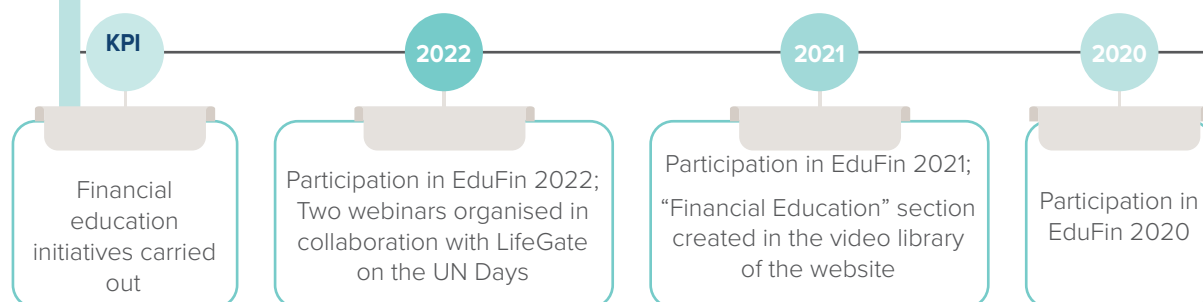 KPI
2022
2021
2020
Financial
education
initiatives carried
out
Participation in EduFin 2022;
Two webinars organised in
collaboration with LifeGate
on the UN Days
Participation in EduFin 2021;
“Financial Education” section
created in the video library
of the website
Participation in
EduFin 2020